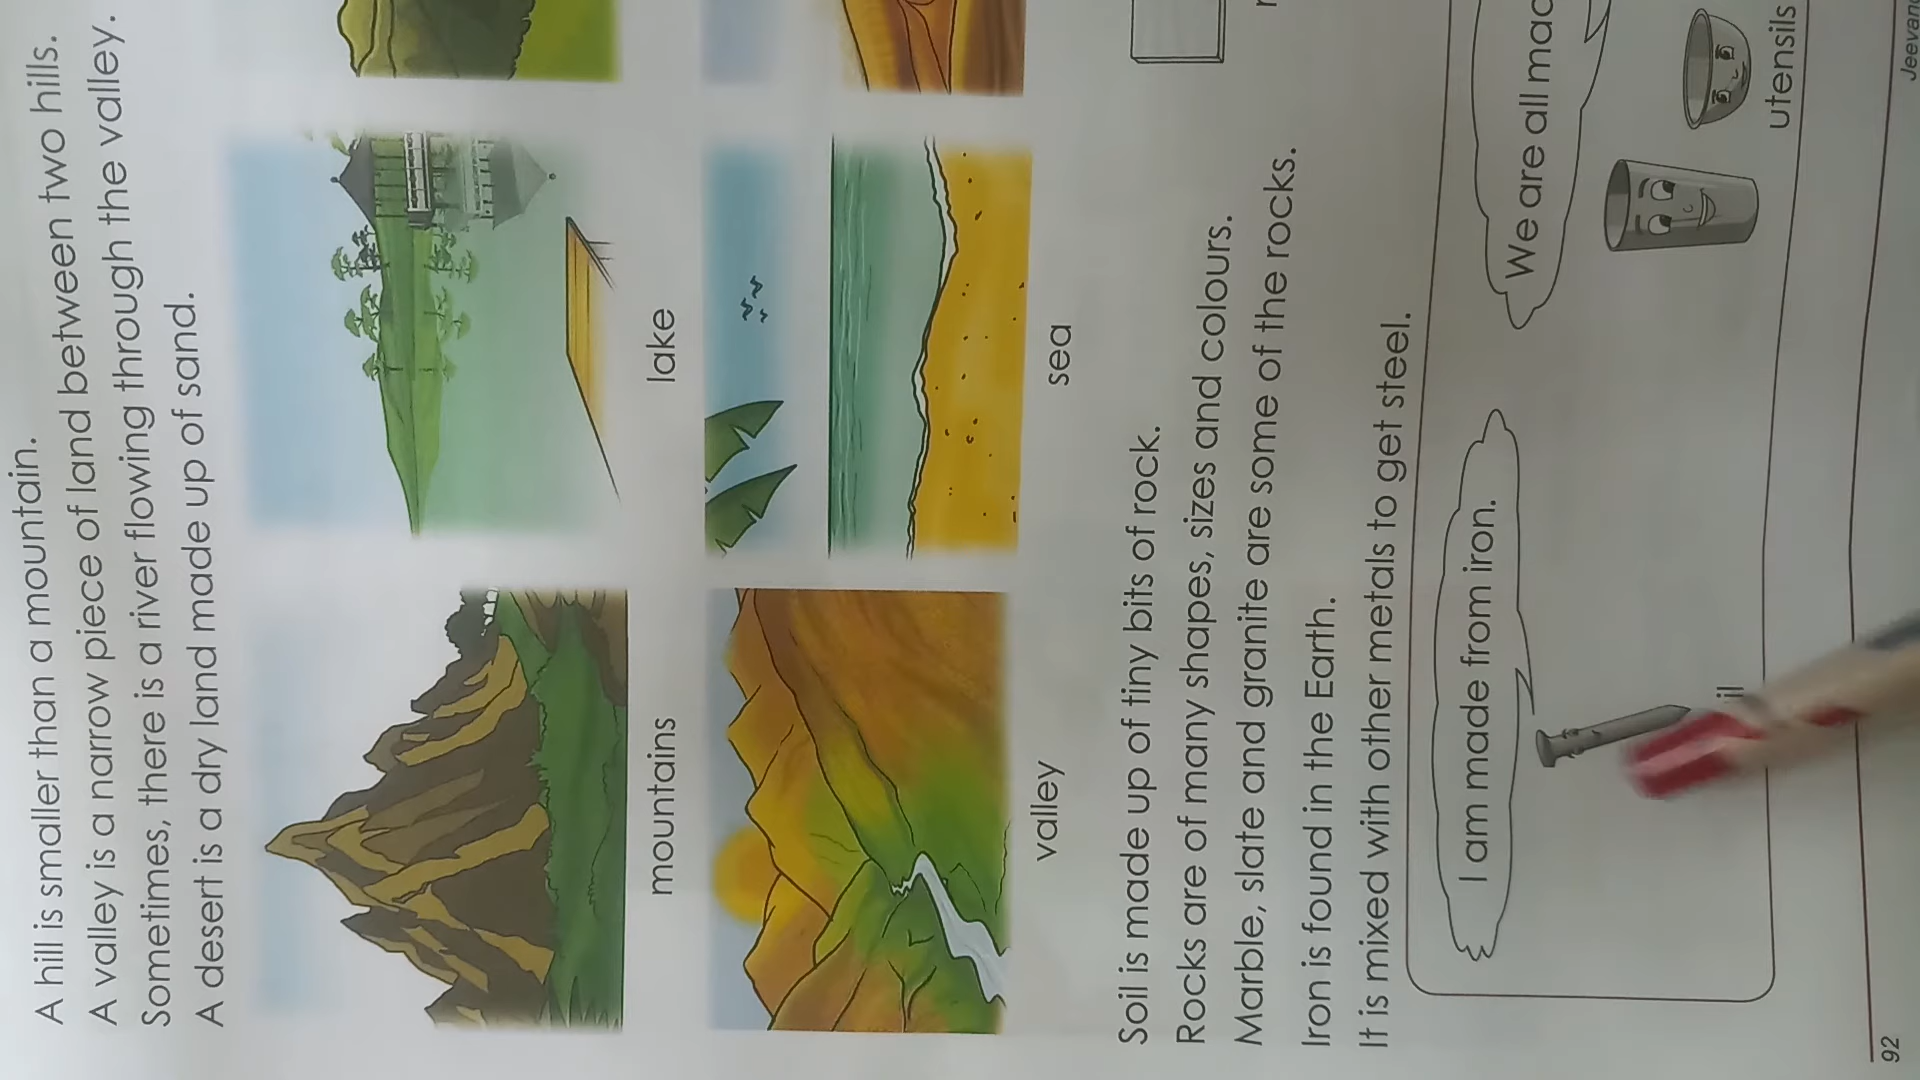 A hill is smaller than a mountain.
A valley is a narrow piece of land between two hills.
Sometimes, there is a river flowing through the valley.
A desert is a dry land made up of sand.
mountains
lake
valley
sea
Soil is made up of tiny bits of rock.
Rocks are of many shapes, sizes and colours.
Marble, slate and granite are some of the rocks.
Iron is found in the Earth.
It is mixed with other metals to get steel.
I am made from iron.
We are all mad
il
utensils
92
Jeevan